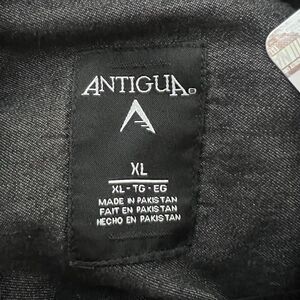 ANTIGUA
XL
XL - TG - EG
MADE IN PAKISTAN
FAIT EN PAKISTAN
HECHO EN PAKISTAN